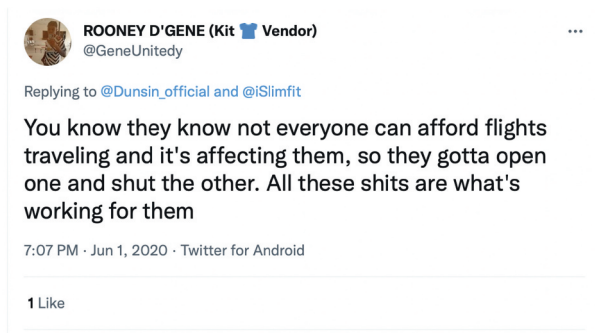 ROONEY D'GENE (Kit 👕 Vendor)
@GeneUnitedy
Replying to @Dunsin_official and @iSlimfit
You know they know not everyone can afford flights
traveling and it's affecting them, so they gotta open
one and shut the other. All these shits are what's
working for them
7:07 PM · Jun 1, 2020 · Twitter for Android
1 Like